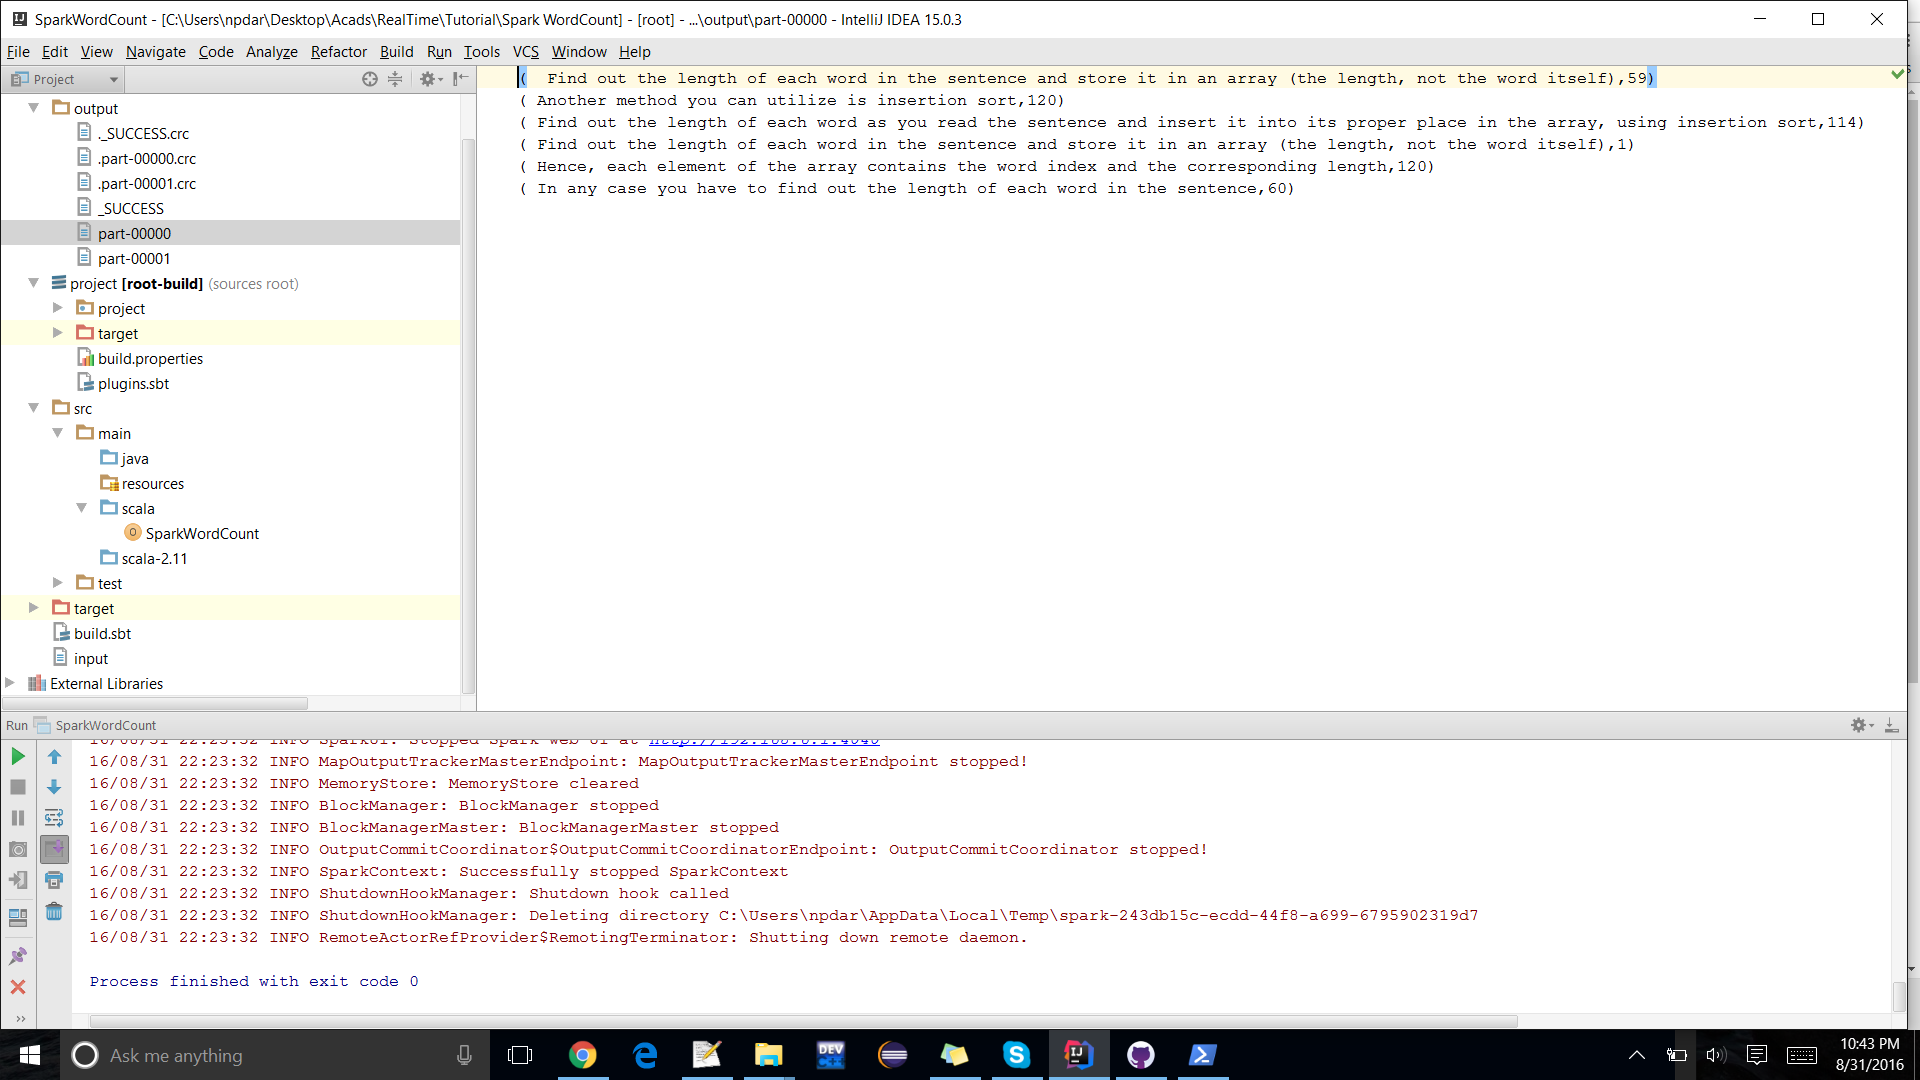 SparkWordCount - [C:\Users\npdar\Desktop\Acads\RealTime\Tutorial\Spark WordCount] - [root] - ...\output\part-00000 - IntelliJ IDEA 15.0.3
File Edit View Navigate Code Analyze Refactor Build Run Tools VCS Window Help
Project
output
._SUCCESS.crc
.part-00000.crc
.part-00001.crc
_SUCCESS
part-00000
part-00001
project [root-build] (sources root)
project
target
build.properties
plugins.sbt
src
main
java
resources
scala
SparkWordCount
scala-2.11
test
target
build.sbt
input
External Libraries
(  Find out the length of each word in the sentence and store it in an array (the length, not the word itself),59)
( Another method you can utilize is insertion sort,120)
( Find out the length of each word as you read the sentence and insert it into its proper place in the array, using insertion sort,114)
( Find out the length of each word in the sentence and store it in an array (the length, not the word itself),1)
( Hence, each element of the array contains the word index and the corresponding length,120)
( In any case you have to find out the length of each word in the sentence,60)
Run SparkWordCount
16/08/31 22:23:32 INFO SparkUI: Stopped Spark web UI at http://192.168.0.1:4040
16/08/31 22:23:32 INFO MapOutputTrackerMasterEndpoint: MapOutputTrackerMasterEndpoint stopped!
16/08/31 22:23:32 INFO MemoryStore: MemoryStore cleared
16/08/31 22:23:32 INFO BlockManager: BlockManager stopped
16/08/31 22:23:32 INFO BlockManagerMaster: BlockManagerMaster stopped
16/08/31 22:23:32 INFO OutputCommitCoordinator$OutputCommitCoordinatorEndpoint: OutputCommitCoordinator stopped!
16/08/31 22:23:32 INFO SparkContext: Successfully stopped SparkContext
16/08/31 22:23:32 INFO ShutdownHookManager: Shutdown hook called
16/08/31 22:23:32 INFO ShutdownHookManager: Deleting directory C:\Users\npdar\AppData\Local\Temp\spark-243db15c-ecdd-44f8-a699-6795902319d7
16/08/31 22:23:32 INFO RemoteActorRefProvider$RemotingTerminator: Shutting down remote daemon.
Process finished with exit code 0
Ask me anything
DEV
10:43 PM
8/31/2016